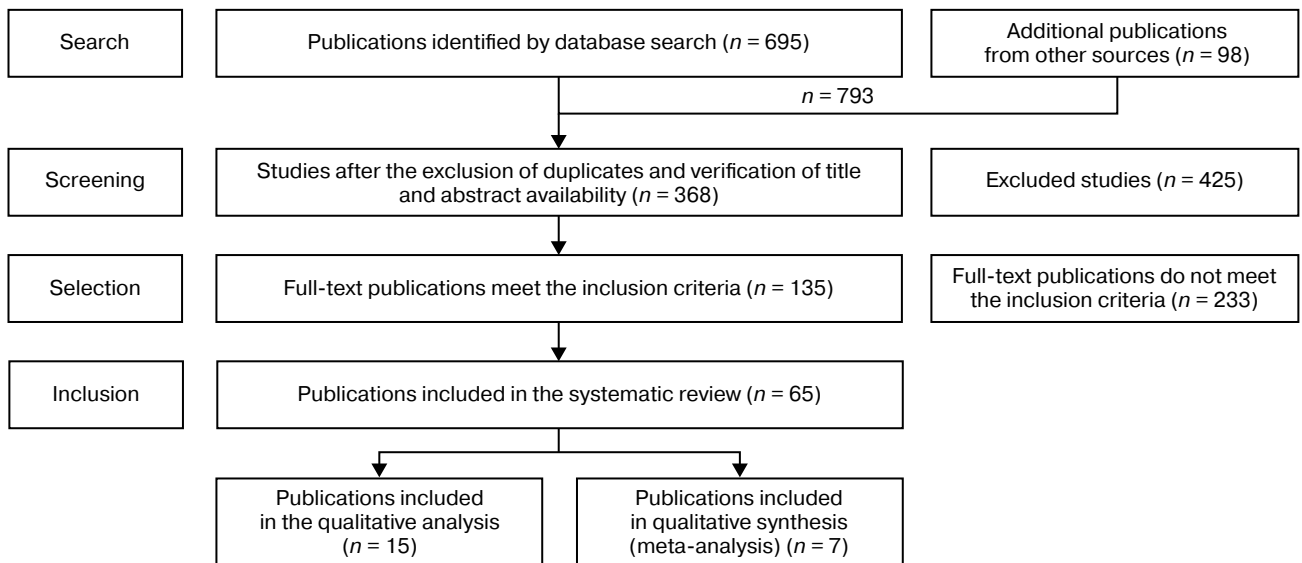 Search
Publications identified by database search (n = 695)
Additional publications
from other sources (n = 98)
n = 793
Screening
Studies after the exclusion of duplicates and verification of title
and abstract availability (n = 368)
Excluded studies (n = 425)
Selection
Full-text publications meet the inclusion criteria (n = 135)
Full-text publications do not meet
the inclusion criteria (n = 233)
Inclusion
Publications included in the systematic review (n = 65)
Publications included
in the qualitative analysis
(n = 15)
Publications included
in qualitative synthesis
(meta-analysis) (n = 7)